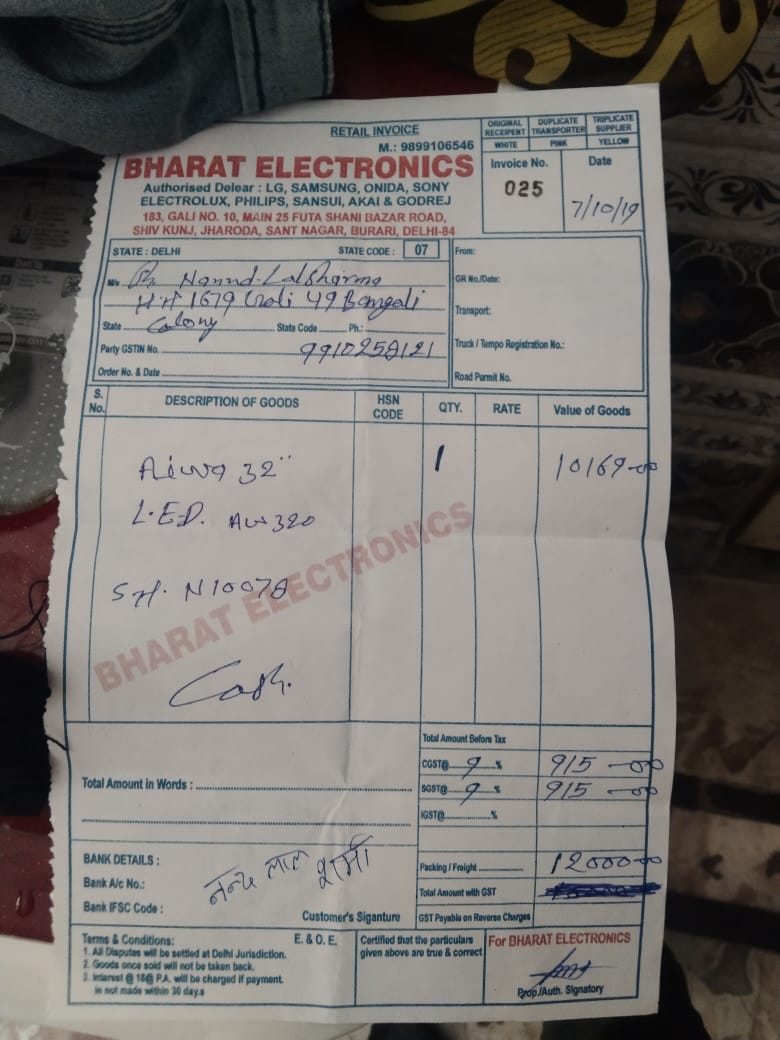 RETAIL INVOICE
M.: 9899106546
BHARAT ELECTRONICS
Authorised Delear : LG, SAMSUNG, ONIDA, SONY
ELECTROLUX, PHILIPS, SANSUI, AKAI & GODREJ
183, GALI NO. 10, MAIN 25 FUTA SHANI BAZAR ROAD,
SHIV KUNJ, JHARODA, SANT NAGAR, BURARI, DELHI-84
ORIGINAL RECEIPENT DUPLICATE TRANSPORTER TRIPLICATE SUPPLIER
WHITE PINK YELLOW
Invoice No. Date
025 7/10/19
STATE : DELHI STATE CODE : 07
M/s Nannd Lal Sharma
1679 Gali 49 Bangali
State Colony State Code Ph.:
Party GSTIN No. 9910258121
Order No. & Date
From:
GR No./Date:
Transport:
Truck / Tempo Registration No.:
Road Permit No.
S. No. DESCRIPTION OF GOODS HSN CODE QTY. RATE Value of Goods
Aiwa 32" 1 10169-00
L.E.D. AW 320
N10078
BHARAT ELECTRONICS
Cash.
Total Amount Before Tax
CGST@ 9 % 915-00
SGST@ 9 % 915-00
IGST@ %
Total Amount in Words :
Packing / Freight 12000-00
Total Amount with GST
GST Payable on Reverse Charges
BANK DETAILS :
Bank A/c No.:
Bank IFSC Code :
नन्द लाल शर्मा
Customer's Siganture
Terms & Conditions: E. & O. E.
1. All Disputes will be settled at Delhi Jurisdiction.
2. Goods once sold will not be taken back.
3. Interest @ 18@ P.A. will be charged if payment.
in not made within 30 day.s
Certified that the particulars
given above are true & correct
For BHARAT ELECTRONICS
Prop./Auth. Signatory